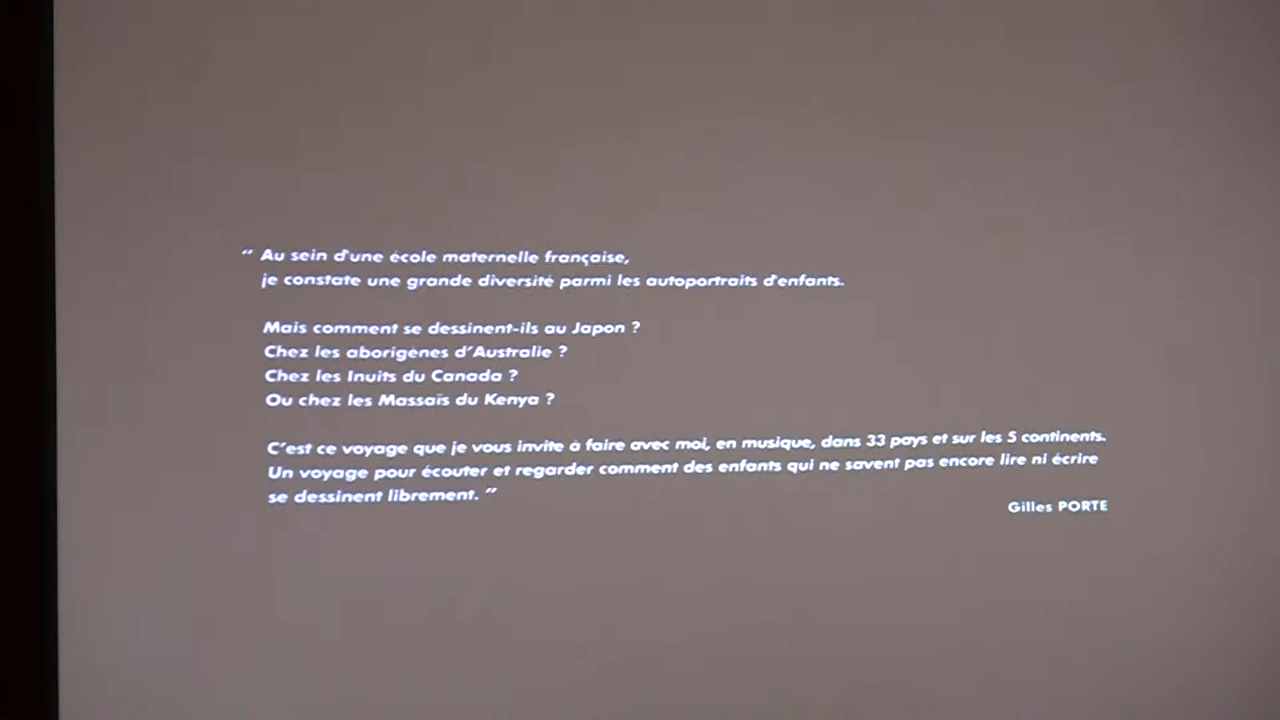 " Au sein d'une école maternelle française,
je constate une grande diversité parmi les autoportraits d'enfants.
Mais comment se dessinent-ils au Japon ?
Chez les aborigènes d'Australie ?
Chez les Inuits du Canada ?
Ou chez les Massaïs du Kenya ?
C'est ce voyage que je vous invite à faire avec moi, en musique, dans 33 pays et sur les 5 continents.
Un voyage pour écouter et regarder comment des enfants qui ne savent pas encore lire ni écrire
se dessinent librement. "
Gilles PORTE